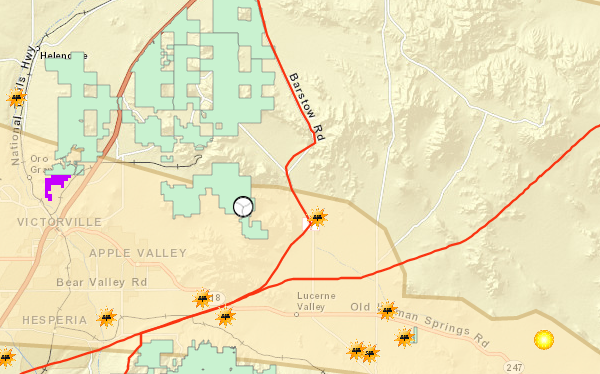 Helendale
National Trails Hwy
Barstow Rd
Oro
Gra
VICTORVILLE
APPLE VALLEY
Bear Valley Rd
18
Lucerne
Valley
HESPERIA
Old Woman Springs Rd
247